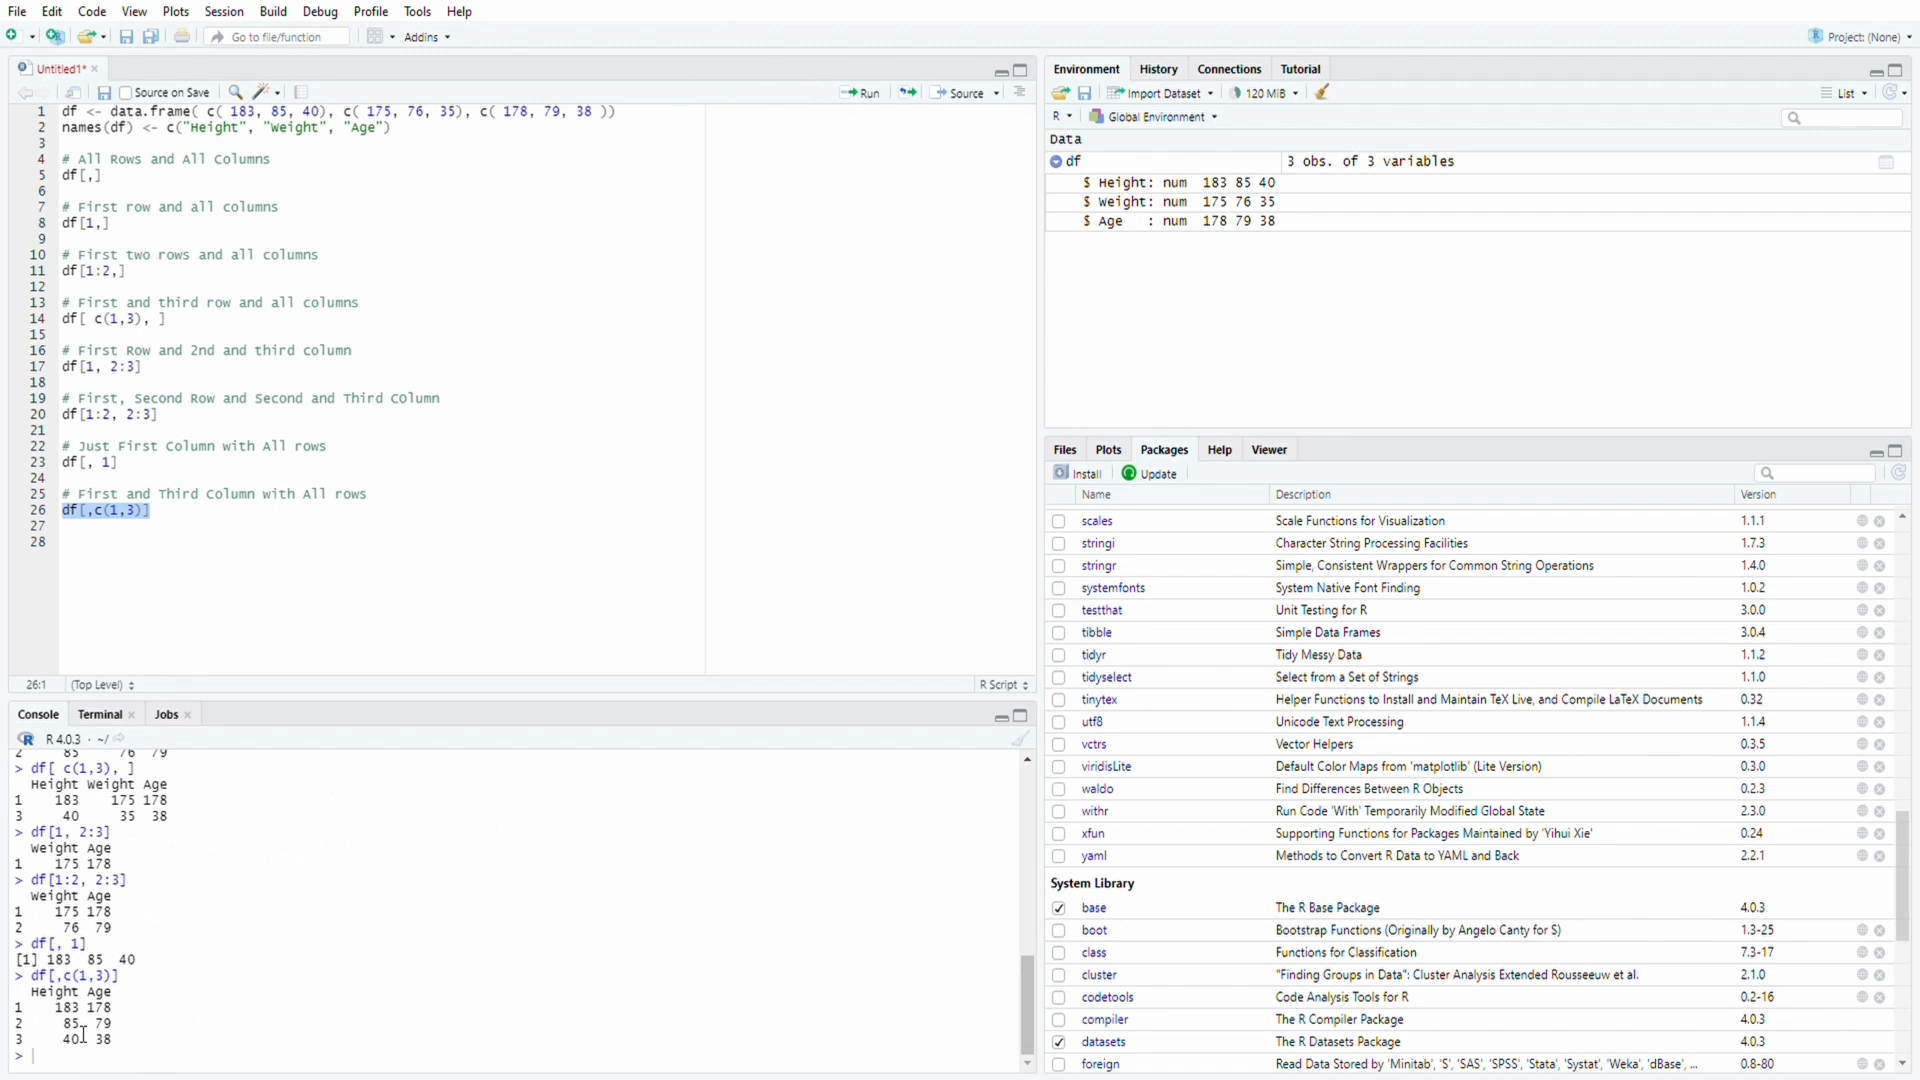 File Edit Code View Plots Session Build Debug Profile Tools Help
Go to file/function Addins Project: (None)
Untitled1*
Source on Save Run Source
1 df <- data.frame( c( 183, 85, 40), c( 175, 76, 35), c( 178, 79, 38 ))
2 names(df) <- c("Height", "Weight", "Age")
3
4 # All Rows and All Columns
5 df[,]
6
7 # First row and all columns
8 df[1,]
9
10 # First two rows and all columns
11 df[1:2,]
12
13 # First and third row and all columns
14 df[ c(1,3), ]
15
16 # First Row and 2nd and third column
17 df[1, 2:3]
18
19 # First, Second Row and Second and Third COlumn
20 df[1:2, 2:3]
21
22 # Just First Column with All rows
23 df[, 1]
24
25 # First and Third Column with All rows
26 df[,c(1,3)]
27
28
26:1 (Top Level) R Script
Console Terminal Jobs
R 4.0.3 · ~/
2 85 76 79
> df[ c(1,3), ]
Height Weight Age
1 183 175 178
3 40 35 38
> df[1, 2:3]
Weight Age
1 175 178
> df[1:2, 2:3]
Weight Age
1 175 178
2 76 79
> df[, 1]
[1] 183 85 40
> df[,c(1,3)]
Height Age
1 183 178
2 85 79
3 40 38
>
Environment History Connections Tutorial
Import Dataset 120 MiB List
R Global Environment
Data
df 3 obs. of 3 variables
$ Height: num 183 85 40
$ Weight: num 175 76 35
$ Age : num 178 79 38
Files Plots Packages Help Viewer
Install Update
Name Description Version
scales Scale Functions for Visualization 1.1.1
stringi Character String Processing Facilities 1.7.3
stringr Simple, Consistent Wrappers for Common String Operations 1.4.0
systemfonts System Native Font Finding 1.0.2
testthat Unit Testing for R 3.0.0
tibble Simple Data Frames 3.0.4
tidyr Tidy Messy Data 1.1.2
tidyselect Select from a Set of Strings 1.1.0
tinytex Helper Functions to Install and Maintain TeX Live, and Compile LaTeX Documents 0.32
utf8 Unicode Text Processing 1.1.4
vctrs Vector Helpers 0.3.5
viridisLite Default Color Maps from 'matplotlib' (Lite Version) 0.3.0
waldo Find Differences Between R Objects 0.2.3
withr Run Code 'With' Temporarily Modified Global State 2.3.0
xfun Supporting Functions for Packages Maintained by 'Yihui Xie' 0.24
yaml Methods to Convert R Data to YAML and Back 2.2.1
System Library
base The R Base Package 4.0.3
boot Bootstrap Functions (Originally by Angelo Canty for S) 1.3-25
class Functions for Classification 7.3-17
cluster "Finding Groups in Data": Cluster Analysis Extended Rousseeuw et al. 2.1.0
codetools Code Analysis Tools for R 0.2-16
compiler The R Compiler Package 4.0.3
datasets The R Datasets Package 4.0.3
foreign Read Data Stored by 'Minitab', 'S', 'SAS', 'SPSS', 'Stata', 'Systat', 'Weka', 'dBase', ... 0.8-80